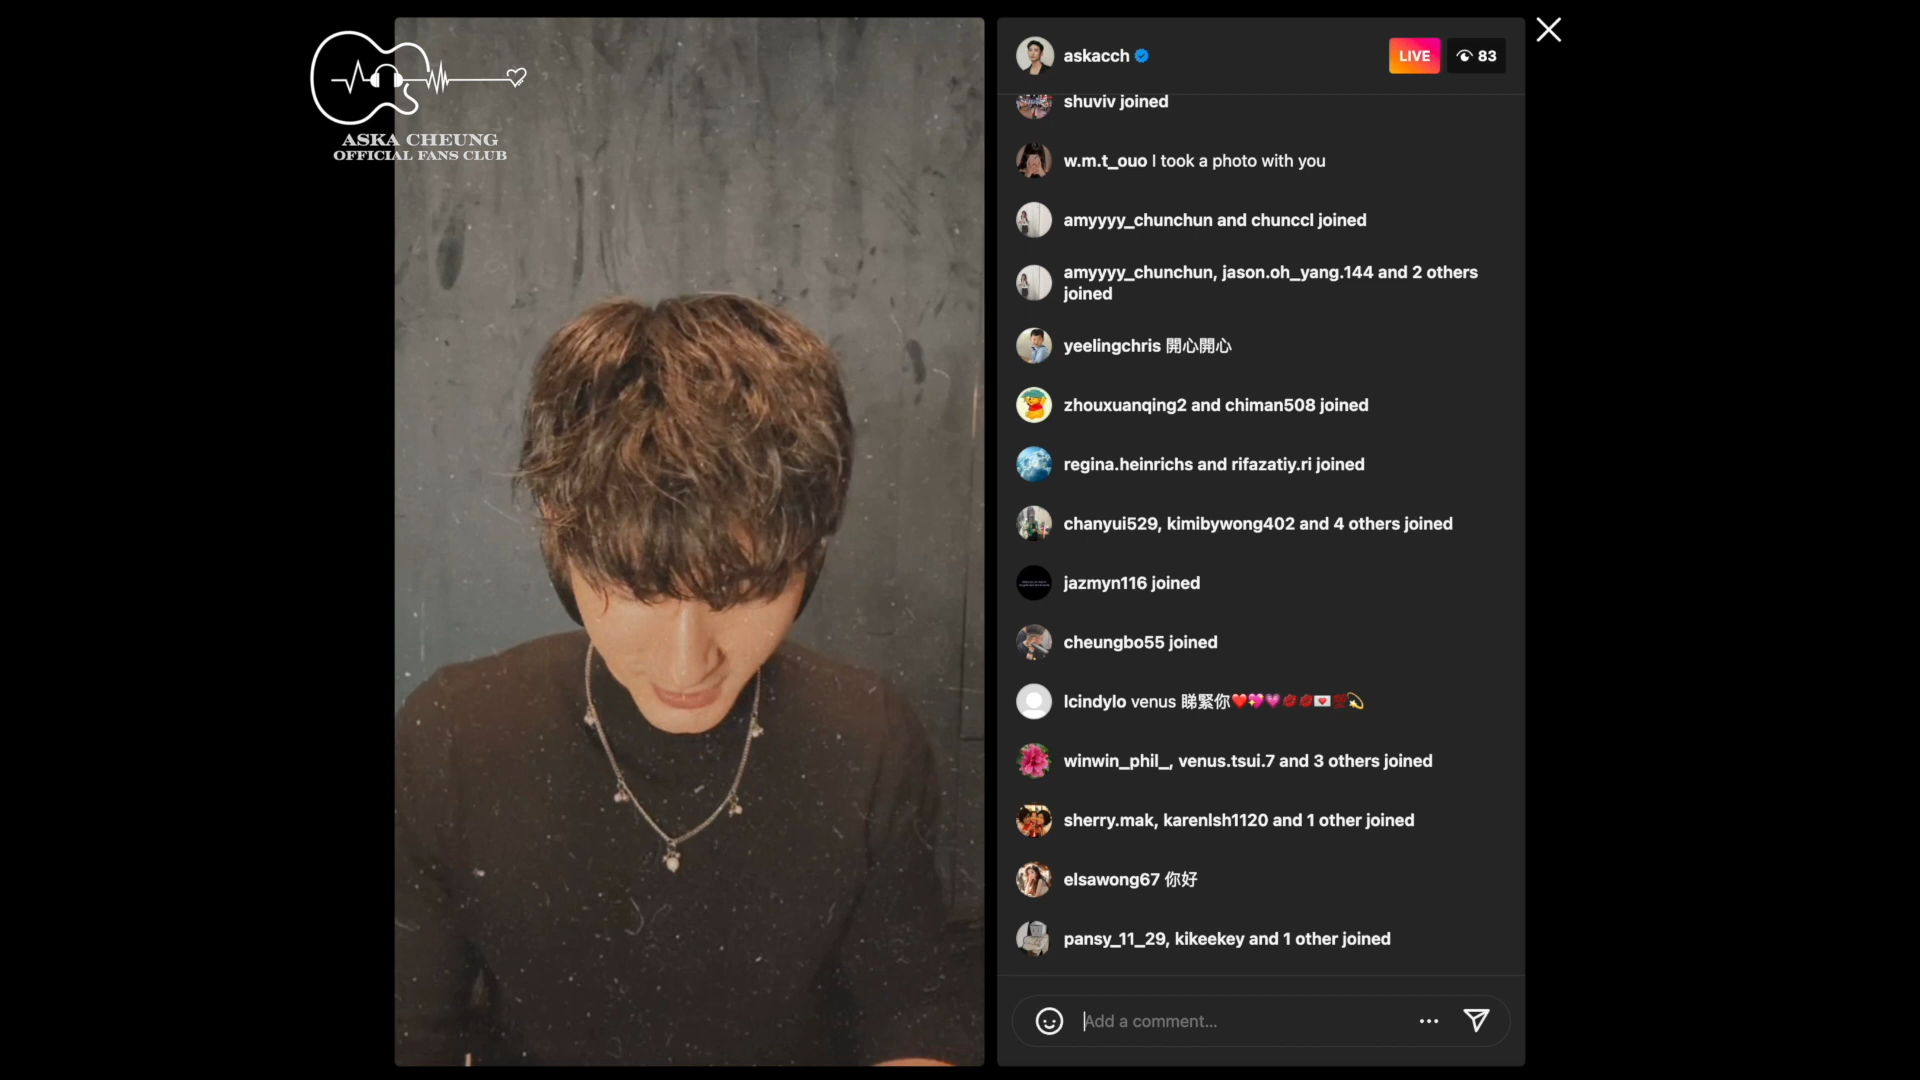 ASKA CHEUNG
OFFICIAL FANS CLUB
askacch
LIVE
83
shuviv joined
w.m.t_ouo I took a photo with you
amyyyy_chunchun and chunccl joined
amyyyy_chunchun, jason.oh_yang.144 and 2 others
joined
yeelingchris 開心開心
zhouxuanqing2 and chiman508 joined
regina.heinrichs and rifazatiy.ri joined
chanyui529, kimibywong402 and 4 others joined
jazmyn116 joined
cheungbo55 joined
lcindylo venus 睇緊你❤️💖💗💋💋💌💯💫
winwin_phil_, venus.tsui.7 and 3 others joined
sherry.mak, karenlsh1120 and 1 other joined
elsawong67 你好
pansy_11_29, kikeekey and 1 other joined
Add a comment...